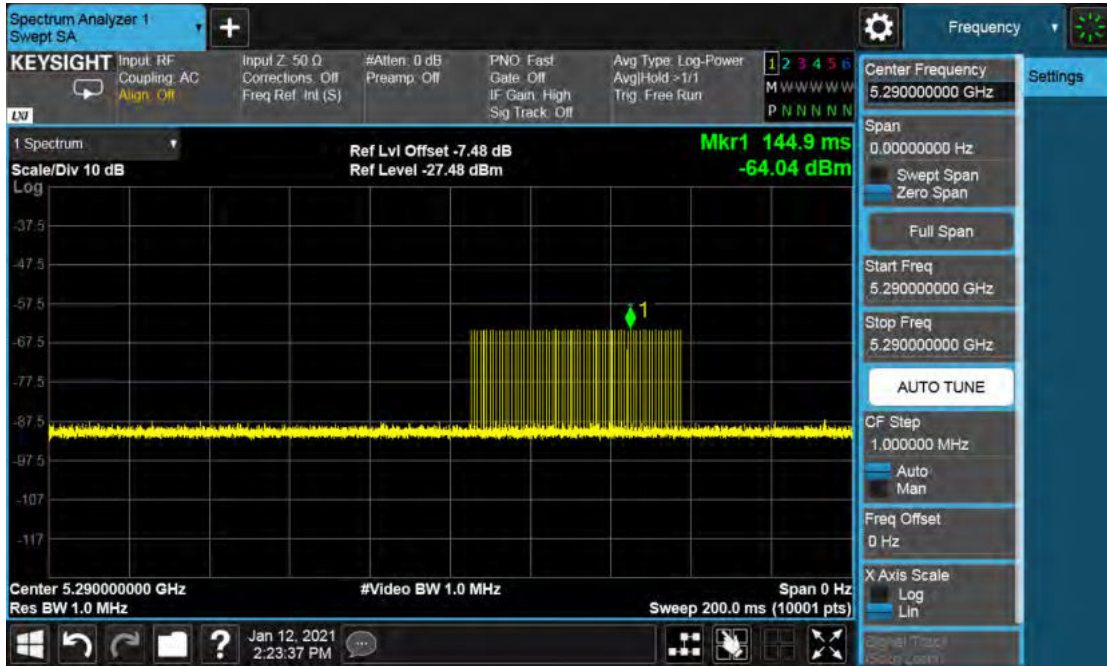 Spectrum Analyzer 1
Swept SA
Frequency
KEYSIGHT
Input: RF
Coupling: AC
Align: Off
Input Z: 50 Ω
Corrections: Off
Freq Ref: Int (S)
#Atten: 0 dB
Preamp: Off
PNO: Fast
Gate: Off
IF Gain: High
Sig Track: Off
Avg Type: Log-Power
Avg|Hold >1/1
Trig: Free Run
1 2 3 4 5 6
M W W W W W
P N N N N N
LXI
1 Spectrum
Scale/Div 10 dB
Ref Lvl Offset -7.48 dB
Ref Level -27.48 dBm
Mkr1 144.9 ms
-64.04 dBm
Log
-37.5
-47.5
-57.5
-67.5
-77.5
-87.5
-97.5
-107
-117
1
Center 5.290000000 GHz
Res BW 1.0 MHz
#Video BW 1.0 MHz
Span 0 Hz
Sweep 200.0 ms (10001 pts)
Center Frequency
5.290000000 GHz
Settings
Span
0.00000000 Hz
Swept Span
Zero Span
Full Span
Start Freq
5.290000000 GHz
Stop Freq
5.290000000 GHz
AUTO TUNE
CF Step
1.000000 MHz
Auto
Man
Freq Offset
0 Hz
X Axis Scale
Log
Lin
Signal Track
(Span Zoom)
?
Jan 12, 2021
2:23:37 PM